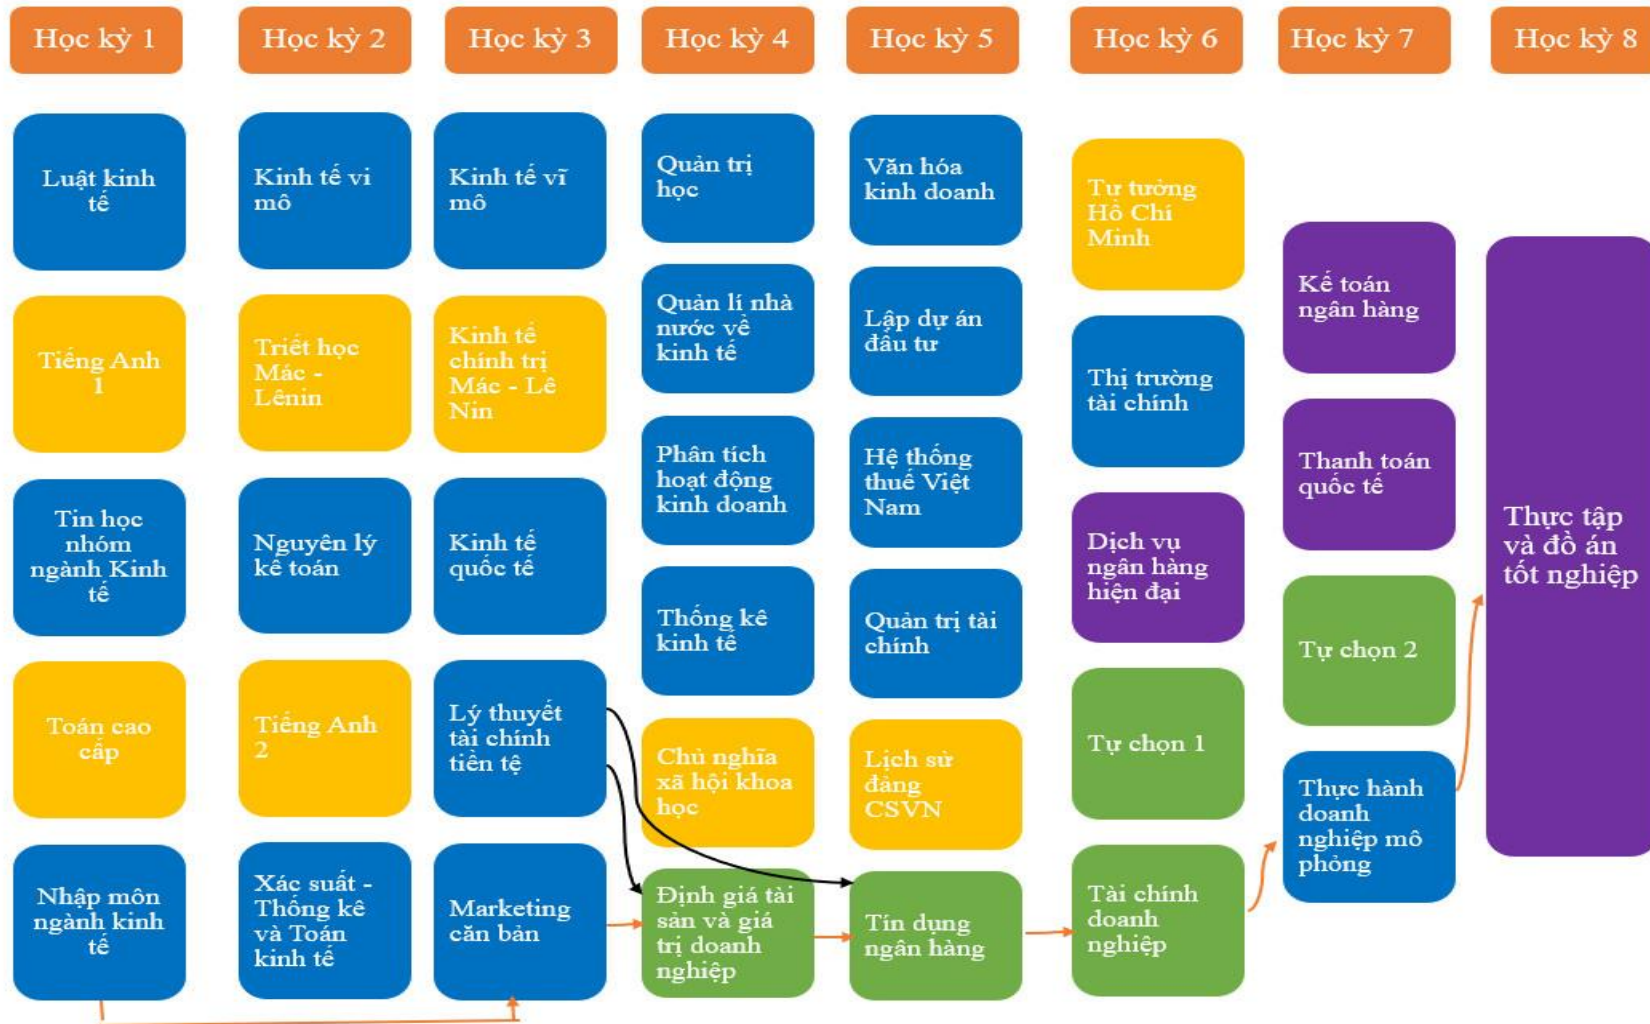 Học kỳ 1
Học kỳ 2
Học kỳ 3
Học kỳ 4
Học kỳ 5
Học kỳ 6
Học kỳ 7
Học kỳ 8
Luật kinh
tế
Tiếng Anh
1
Tin học
nhóm
ngành Kinh
tế
Toán cao
cấp
Nhập môn
ngành kinh
tế
Kinh tế vi
mô
Triết học
Mác -
Lênin
Nguyên lý
kế toán
Tiếng Anh
2
Xác suất -
Thống kê
và Toán
kinh tế
Kinh tế vĩ
mô
Kinh tế
chính trị
Mác - Lê
Nin
Kinh tế
quốc tế
Lý thuyết
tài chính
tiền tệ
Marketing
căn bản
Quản trị
học
Quản lí nhà
nước về
kinh tế
Phân tích
hoạt động
kinh doanh
Thống kê
kinh tế
Chủ nghĩa
xã hội khoa
học
Định giá tài
sản và giá
trị doanh
nghiệp
Văn hóa
kinh doanh
Lập dự án
đầu tư
Hệ thống
thuế Việt
Nam
Quản trị tài
chính
Lịch sử
đảng
CSVN
Tín dụng
ngân hàng
Tư tưởng
Hồ Chí
Minh
Thị trường
tài chính
Dịch vụ
ngân hàng
hiện đại
Tự chọn 1
Tài chính
doanh
nghiệp
Kế toán
ngân hàng
Thanh toán
quốc tế
Tự chọn 2
Thực hành
doanh
nghiệp mô
phỏng
Thực tập
và đồ án
tốt nghiệp